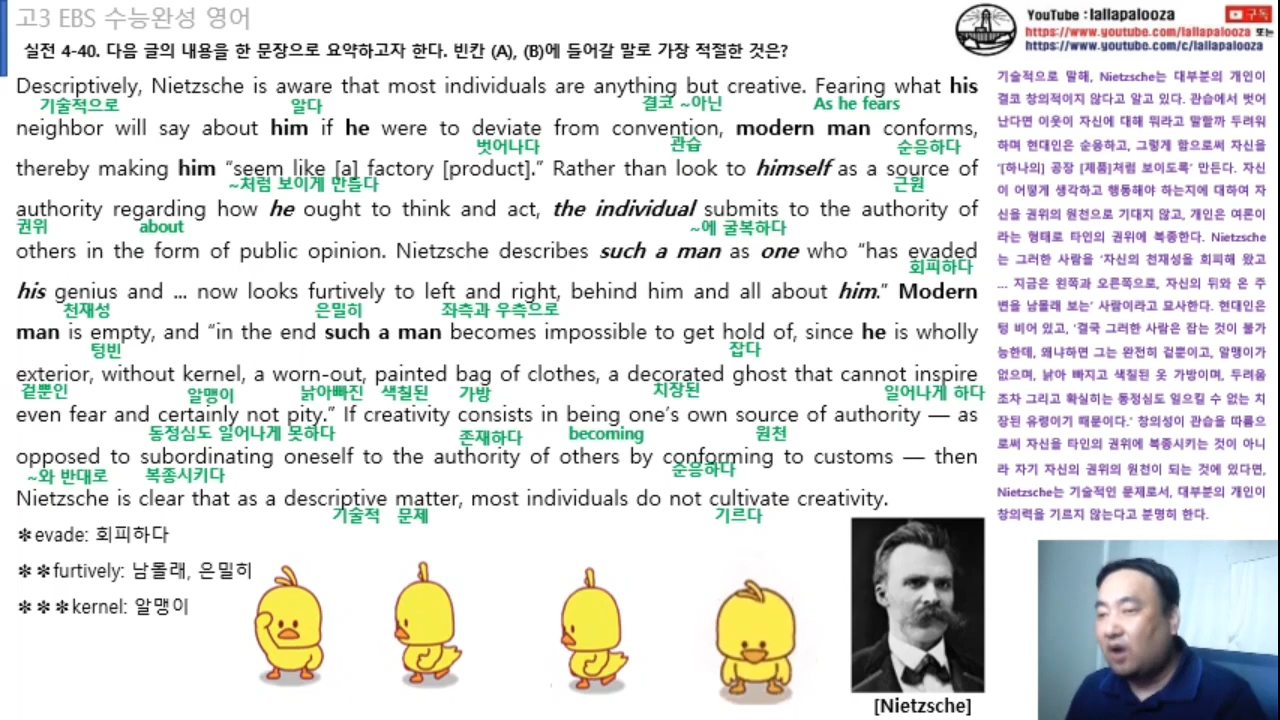 고3 EBS 수능완성 영어
실전 4-40. 다음 글의 내용을 한 문장으로 요약하고자 한다. 빈칸 (A), (B)에 들어갈 말로 가장 적절한 것은?
YouTube : lallapalooza
구독
https://www.youtube.com/lallapalooza 또는
https://www.youtube.com/c/lallapalooza
Descriptively, Nietzsche is aware that most individuals are anything but creative. Fearing what his
기술적으로 알다 결코 ~아닌 As he fears
neighbor will say about him if he were to deviate from convention, modern man conforms,
벗어나다 관습 순응하다
thereby making him “seem like [a] factory [product].” Rather than look to himself as a source of
~처럼 보이게 만들다 근원
authority regarding how he ought to think and act, the individual submits to the authority of
권위 about ~에 굴복하다
others in the form of public opinion. Nietzsche describes such a man as one who “has evaded
회피하다
his genius and ... now looks furtively to left and right, behind him and all about him.” Modern
천재성 은밀히 좌측과 우측으로
man is empty, and “in the end such a man becomes impossible to get hold of, since he is wholly
텅빈 잡다
exterior, without kernel, a worn-out, painted bag of clothes, a decorated ghost that cannot inspire
겉뿐인 알맹이 낡아빠진 색칠된 가방 치장된 일어나게 하다
even fear and certainly not pity.” If creativity consists in being one’s own source of authority — as
동정심도 일어나게 못하다 존재하다 becoming 원천
opposed to subordinating oneself to the authority of others by conforming to customs — then
~와 반대로 복종시키다 순응하다
Nietzsche is clear that as a descriptive matter, most individuals do not cultivate creativity.
기술적 문제 기르다
*evade: 회피하다
**furtively: 남몰래, 은밀히
***kernel: 알맹이
[Nietzsche]
기술적으로 말해, Nietzsche는 대부분의 개인이
결코 창의적이지 않다고 알고 있다. 관습에서 벗어
난다면 이웃이 자신에 대해 뭐라고 말할까 두려워
하며 현대인은 순응하고, 그렇게 함으로써 자신을
‘[하나의] 공장 [제품]처럼 보이도록’ 만든다. 자신
이 어떻게 생각하고 행동해야 하는지에 대하여 자
신을 권위의 원천으로 기대지 않고, 개인은 여론이
라는 형태로 타인의 권위에 복종한다. Nietzsche
는 그러한 사람을 ‘자신의 천재성을 회피해 왔고
... 지금은 왼쪽과 오른쪽으로, 자신의 뒤와 온 주
변을 남몰래 보는’ 사람이라고 묘사한다. 현대인은
텅 비어 있고, ‘결국 그러한 사람은 잡는 것이 불가
능한데, 왜냐하면 그는 완전히 겉뿐이고, 알맹이가
없으며, 낡아 빠지고 색칠된 옷 가방이며, 두려움
조차 그리고 확실히는 동정심도 일으킬 수 없는 치
장된 유령이기 때문이다.’ 창의성이 관습을 따름으
로써 자신을 타인의 권위에 복종시키는 것이 아니
라 자기 자신의 권위의 원천이 되는 것에 있다면,
Nietzsche는 기술적인 문제로서, 대부분의 개인이
창의력을 기르지 않는다고 분명히 한다.